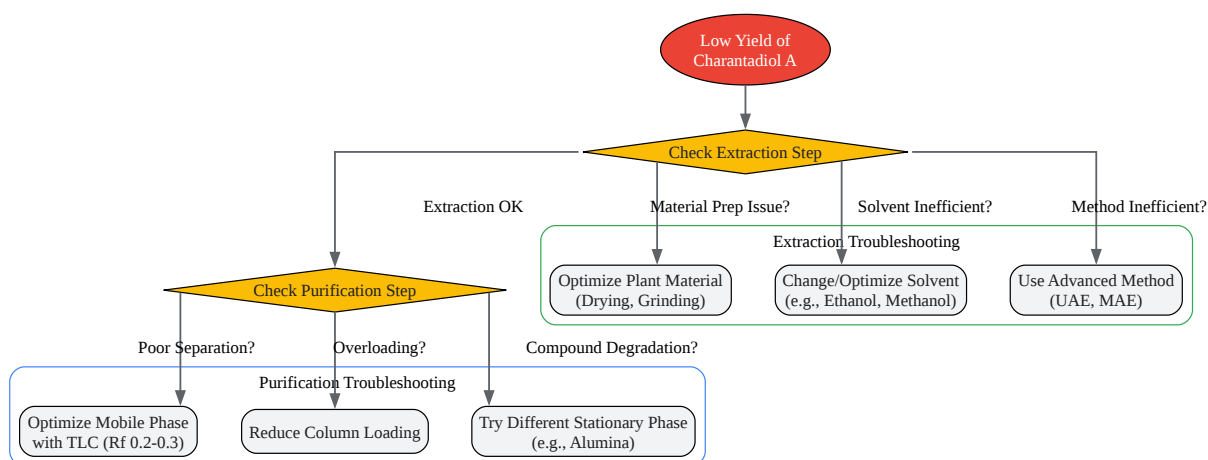 Low Yield of
Charantadiol A
Check Extraction Step
Extraction OK
Material Prep Issue?
Solvent Inefficient?
Method Inefficient?
Extraction Troubleshooting
Optimize Plant Material
(Drying, Grinding)
Change/Optimize Solvent
(e.g., Ethanol, Methanol)
Use Advanced Method
(UAE, MAE)
Check Purification Step
Poor Separation?
Overloading?
Compound Degradation?
Purification Troubleshooting
Optimize Mobile Phase
with TLC (Rf 0.2-0.3)
Reduce Column Loading
Try Different Stationary Phase
(e.g., Alumina)